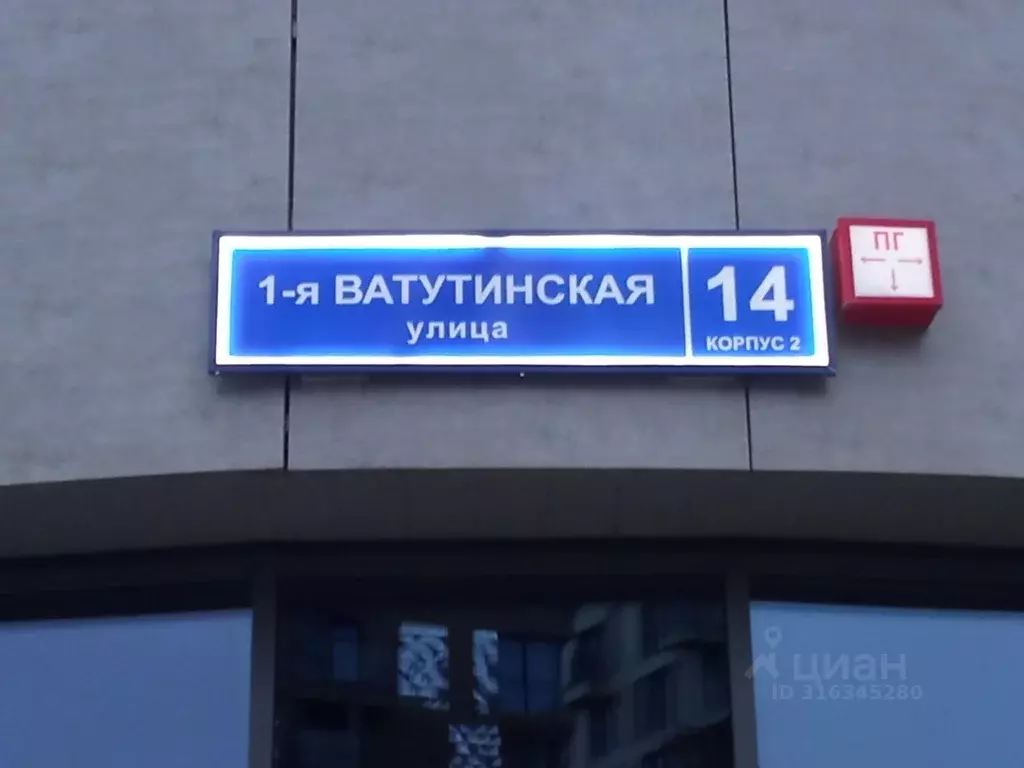 1-я ВАТУТИНСКАЯ
улица
14
КОРПУС 2
ПГ
циан
ID 316345280